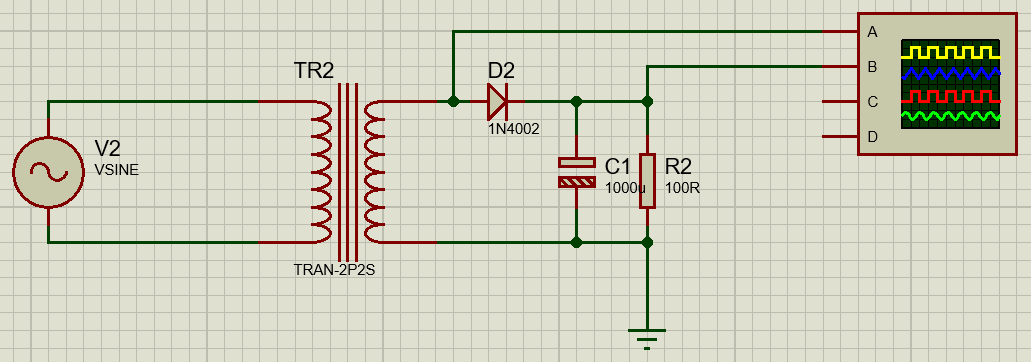 A
TR2
D2
B
1N4002
C
D
V2
VSINE
C1
1000u
R2
100R
TRAN-2P2S